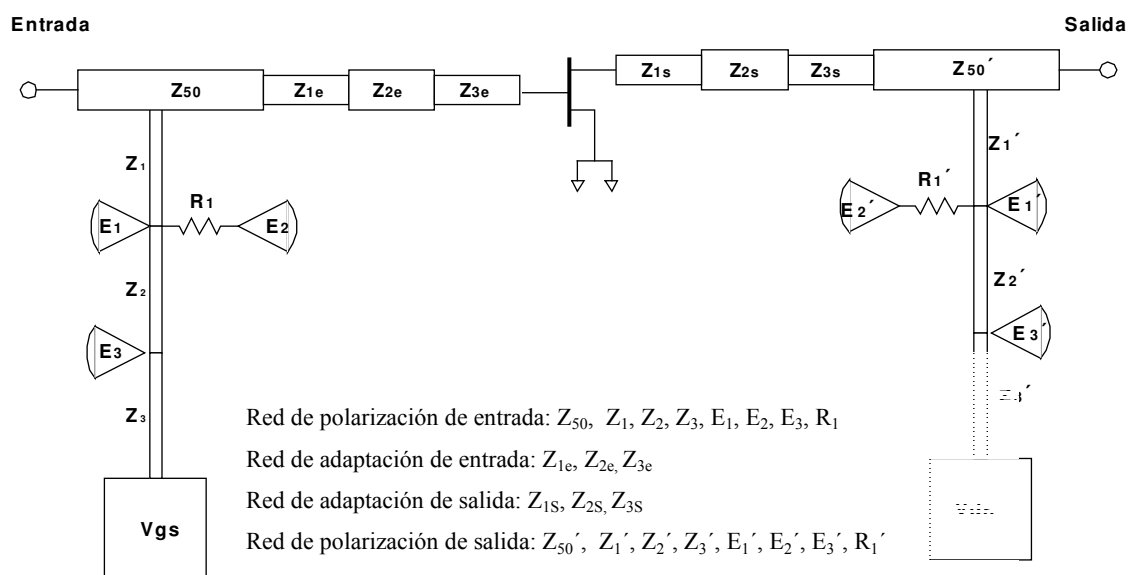 Entrada
Salida
Z50
Z1e
Z2e
Z3e
Z1s
Z2s
Z3s
Z50´
Z1
Z1´
R1
R1´
E1
E2
E2´
E1´
Z2
Z2´
E3
E3´
Z3
Red de polarización de entrada: Z50, Z1, Z2, Z3, E1, E2, E3, R1
Red de adaptación de entrada: Z1e, Z2e, Z3e
Red de adaptación de salida: Z1S, Z2S, Z3S
Vgs
Red de polarización de salida: Z50´, Z1´, Z2´, Z3´, E1´, E2´, E3´, R1´